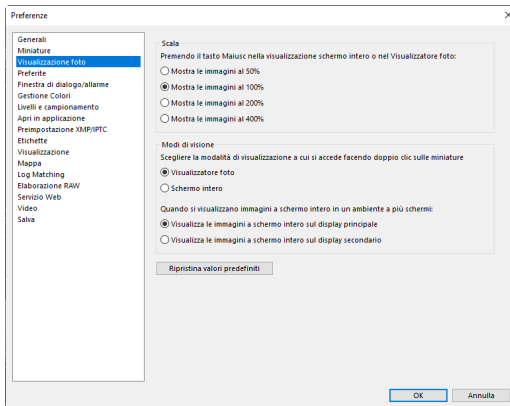 Preferenze
Generali
Miniature
Visualizzazione foto
Preferite
Finestra di dialogo/allarme
Gestione Colori
Livelli e campionamento
Apri in applicazione
Preimpostazione XMP/IPTC
Etichette
Visualizzazione
Mappa
Log Matching
Elaborazione RAW
Servizio Web
Video
Salva
Scala
Premendo il tasto Maiusc nella visualizzazione schermo intero o nel Visualizzatore foto:
Mostra le immagini al 50%
Mostra le immagini al 100%
Mostra le immagini al 200%
Mostra le immagini al 400%
Modi di visione
Scegliere la modalità di visualizzazione a cui si accede facendo doppio clic sulle miniature
Visualizzatore foto
Schermo intero
Quando si visualizzano immagini a schermo intero in un ambiente a più schermi:
Visualizza le immagini a schermo intero sul display principale
Visualizza le immagini a schermo intero sul display secondario
Ripristina valori predefiniti
OK
Annulla